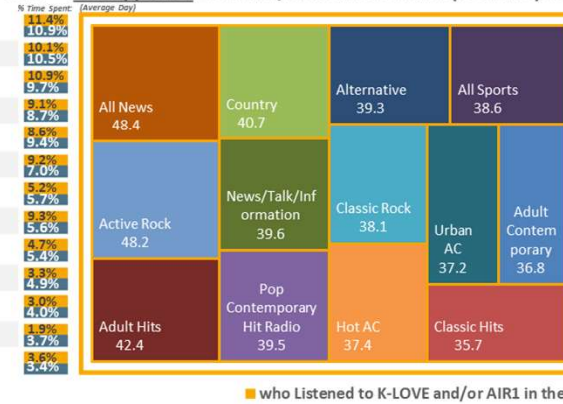 % Time Spent: (Average Day)
11.4%
10.9%
10.1%
10.5%
10.9%
9.7%
9.1%
8.7%
8.6%
9.4%
9.2%
7.0%
5.2%
5.7%
9.3%
5.6%
4.7%
5.4%
3.3%
4.9%
3.0%
4.0%
1.9%
3.7%
3.6%
3.4%
All News
48.4
Active Rock
48.2
Adult Hits
42.4
Country
40.7
News/Talk/Inf
ormation
39.6
Pop
Contemporary
Hit Radio
39.5
Alternative
39.3
All Sports
38.6
Classic Rock
38.1
Hot AC
37.4
Urban
AC
37.2
Adult
Contem
porary
36.8
Classic Hits
35.7
who Listened to K-LOVE and/or AIR1 in the